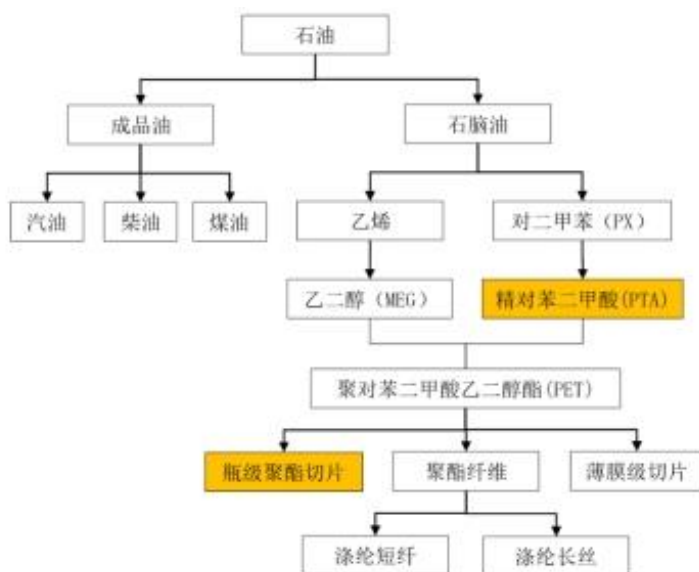 石油
成品油
石脑油
汽油
柴油
煤油
乙烯
对二甲苯（PX）
乙二醇（MEG）
精对苯二甲酸(PTA)
聚对苯二甲酸乙二醇酯(PET)
瓶级聚酯切片
聚酯纤维
薄膜级切片
涤纶短纤
涤纶长丝